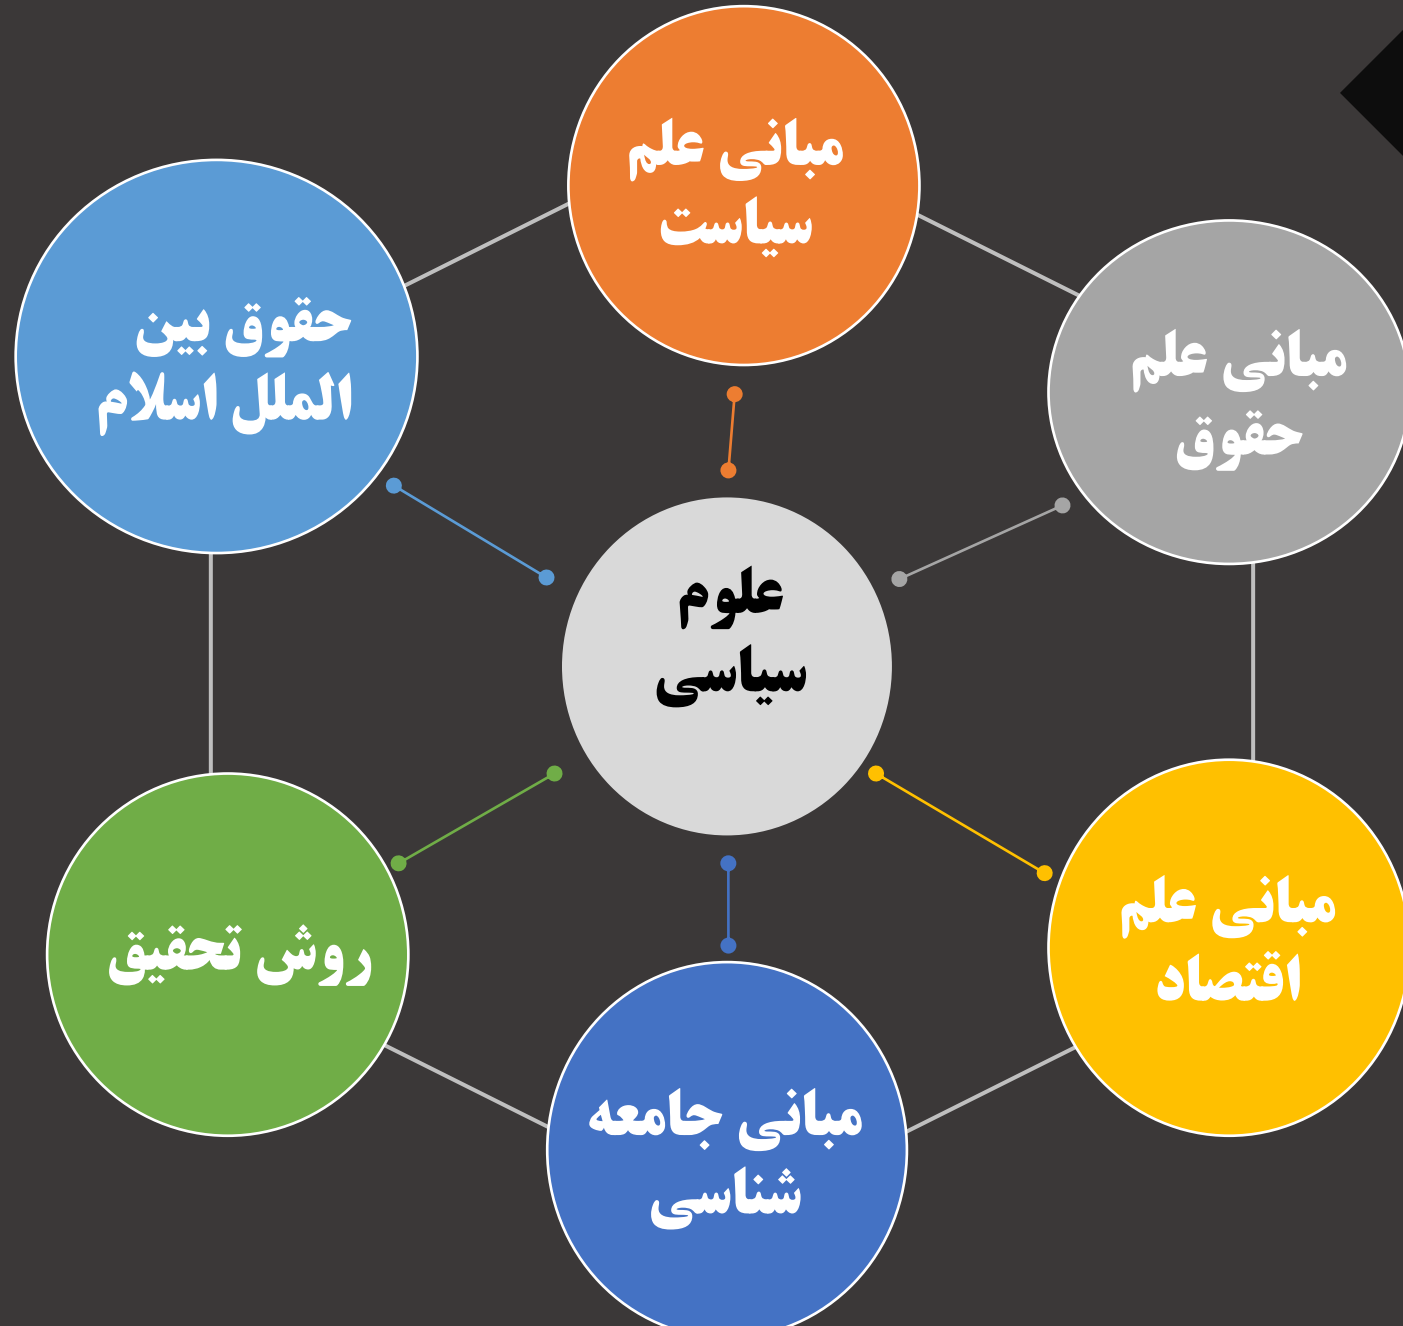 مبانی علم
سیاست
مبانی علم
حقوق
حقوق بین
الملل اسلام
علوم
سیاسی
مبانی علم
اقتصاد
روش تحقیق
مبانی جامعه
شناسی